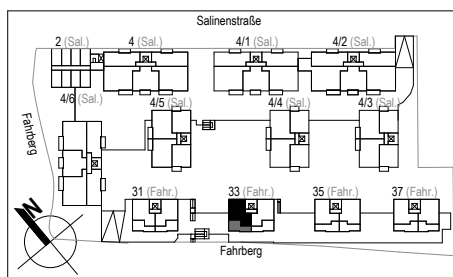 Salinenstraße
2 (Sal.) 4 (Sal.) 4/1 (Sal.) 4/2 (Sal.)
4/6 (Sal.) 4/5 (Sal.) 4/4 (Sal.) 4/3 (Sal.)
Fahrberg
31 (Fahr.) 33 (Fahr.) 35 (Fahr.) 37 (Fahr.)
N
Fahrberg